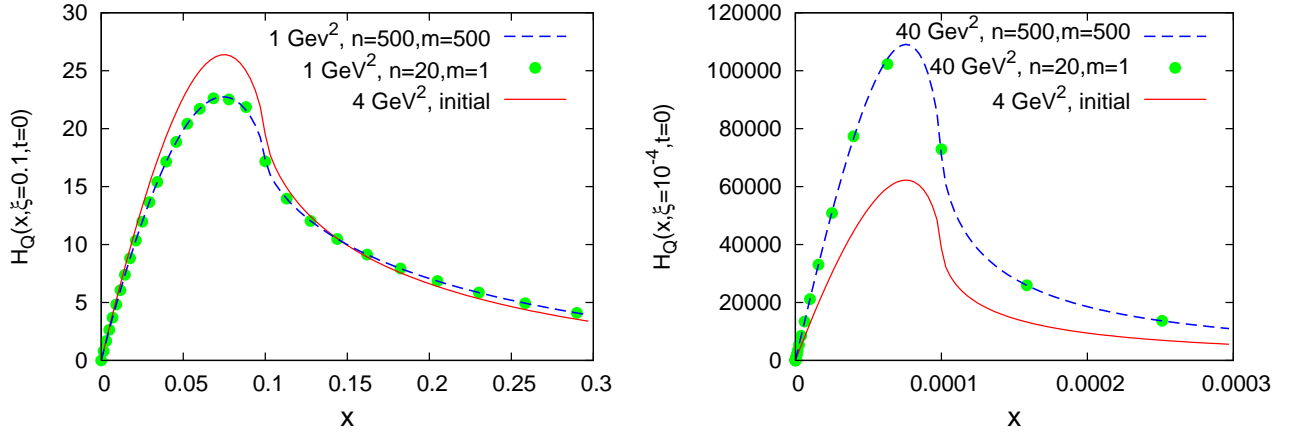 30
25
20
15
10
5
0
H_Q(x,ξ=0.1,t=0)
1 Gev², n=500,m=500
1 GeV², n=20,m=1
4 GeV², initial
0 0.05 0.1 0.15 0.2 0.25 0.3
x
120000
100000
80000
60000
40000
20000
0
H_Q(x,ξ=10⁻⁴,t=0)
40 GeV², n=500,m=500
40 GeV², n=20,m=1
4 GeV², initial
0 0.0001 0.0002 0.0003
x